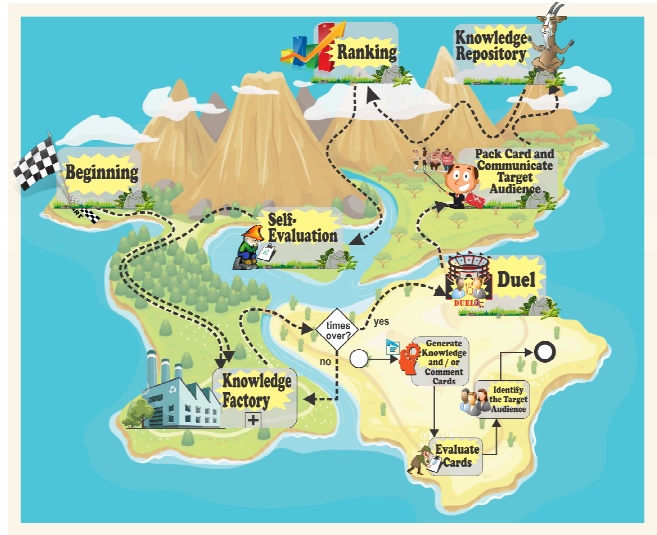 Ranking
Knowledge
Repository
Beginning
Pack Card and
Communicate
Target
Audience
Self-
Evaluation
Duel
DUEL
times
over?
yes
no
Generate
Knowledge
and / or
Comment
Cards
Knowledge
Factory
+
Identify
the Target
Audience
Evaluate
Cards